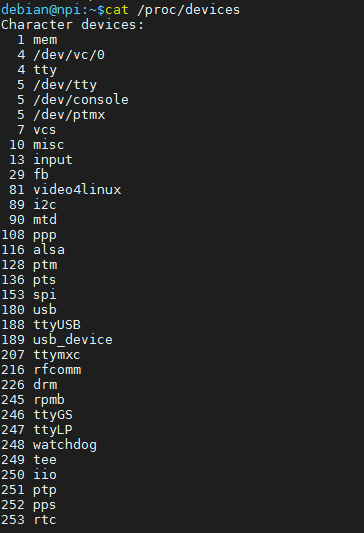 debian@npi:~$cat /proc/devices
Character devices:
  1 mem
  4 /dev/vc/0
  4 tty
  5 /dev/tty
  5 /dev/console
  5 /dev/ptmx
  7 vcs
 10 misc
 13 input
 29 fb
 81 video4linux
 89 i2c
 90 mtd
108 ppp
116 alsa
128 ptm
136 pts
153 spi
180 usb
188 ttyUSB
189 usb_device
207 ttymxc
216 rfcomm
226 drm
245 rpmb
246 ttyGS
247 ttyLP
248 watchdog
249 tee
250 iio
251 ptp
252 pps
253 rtc